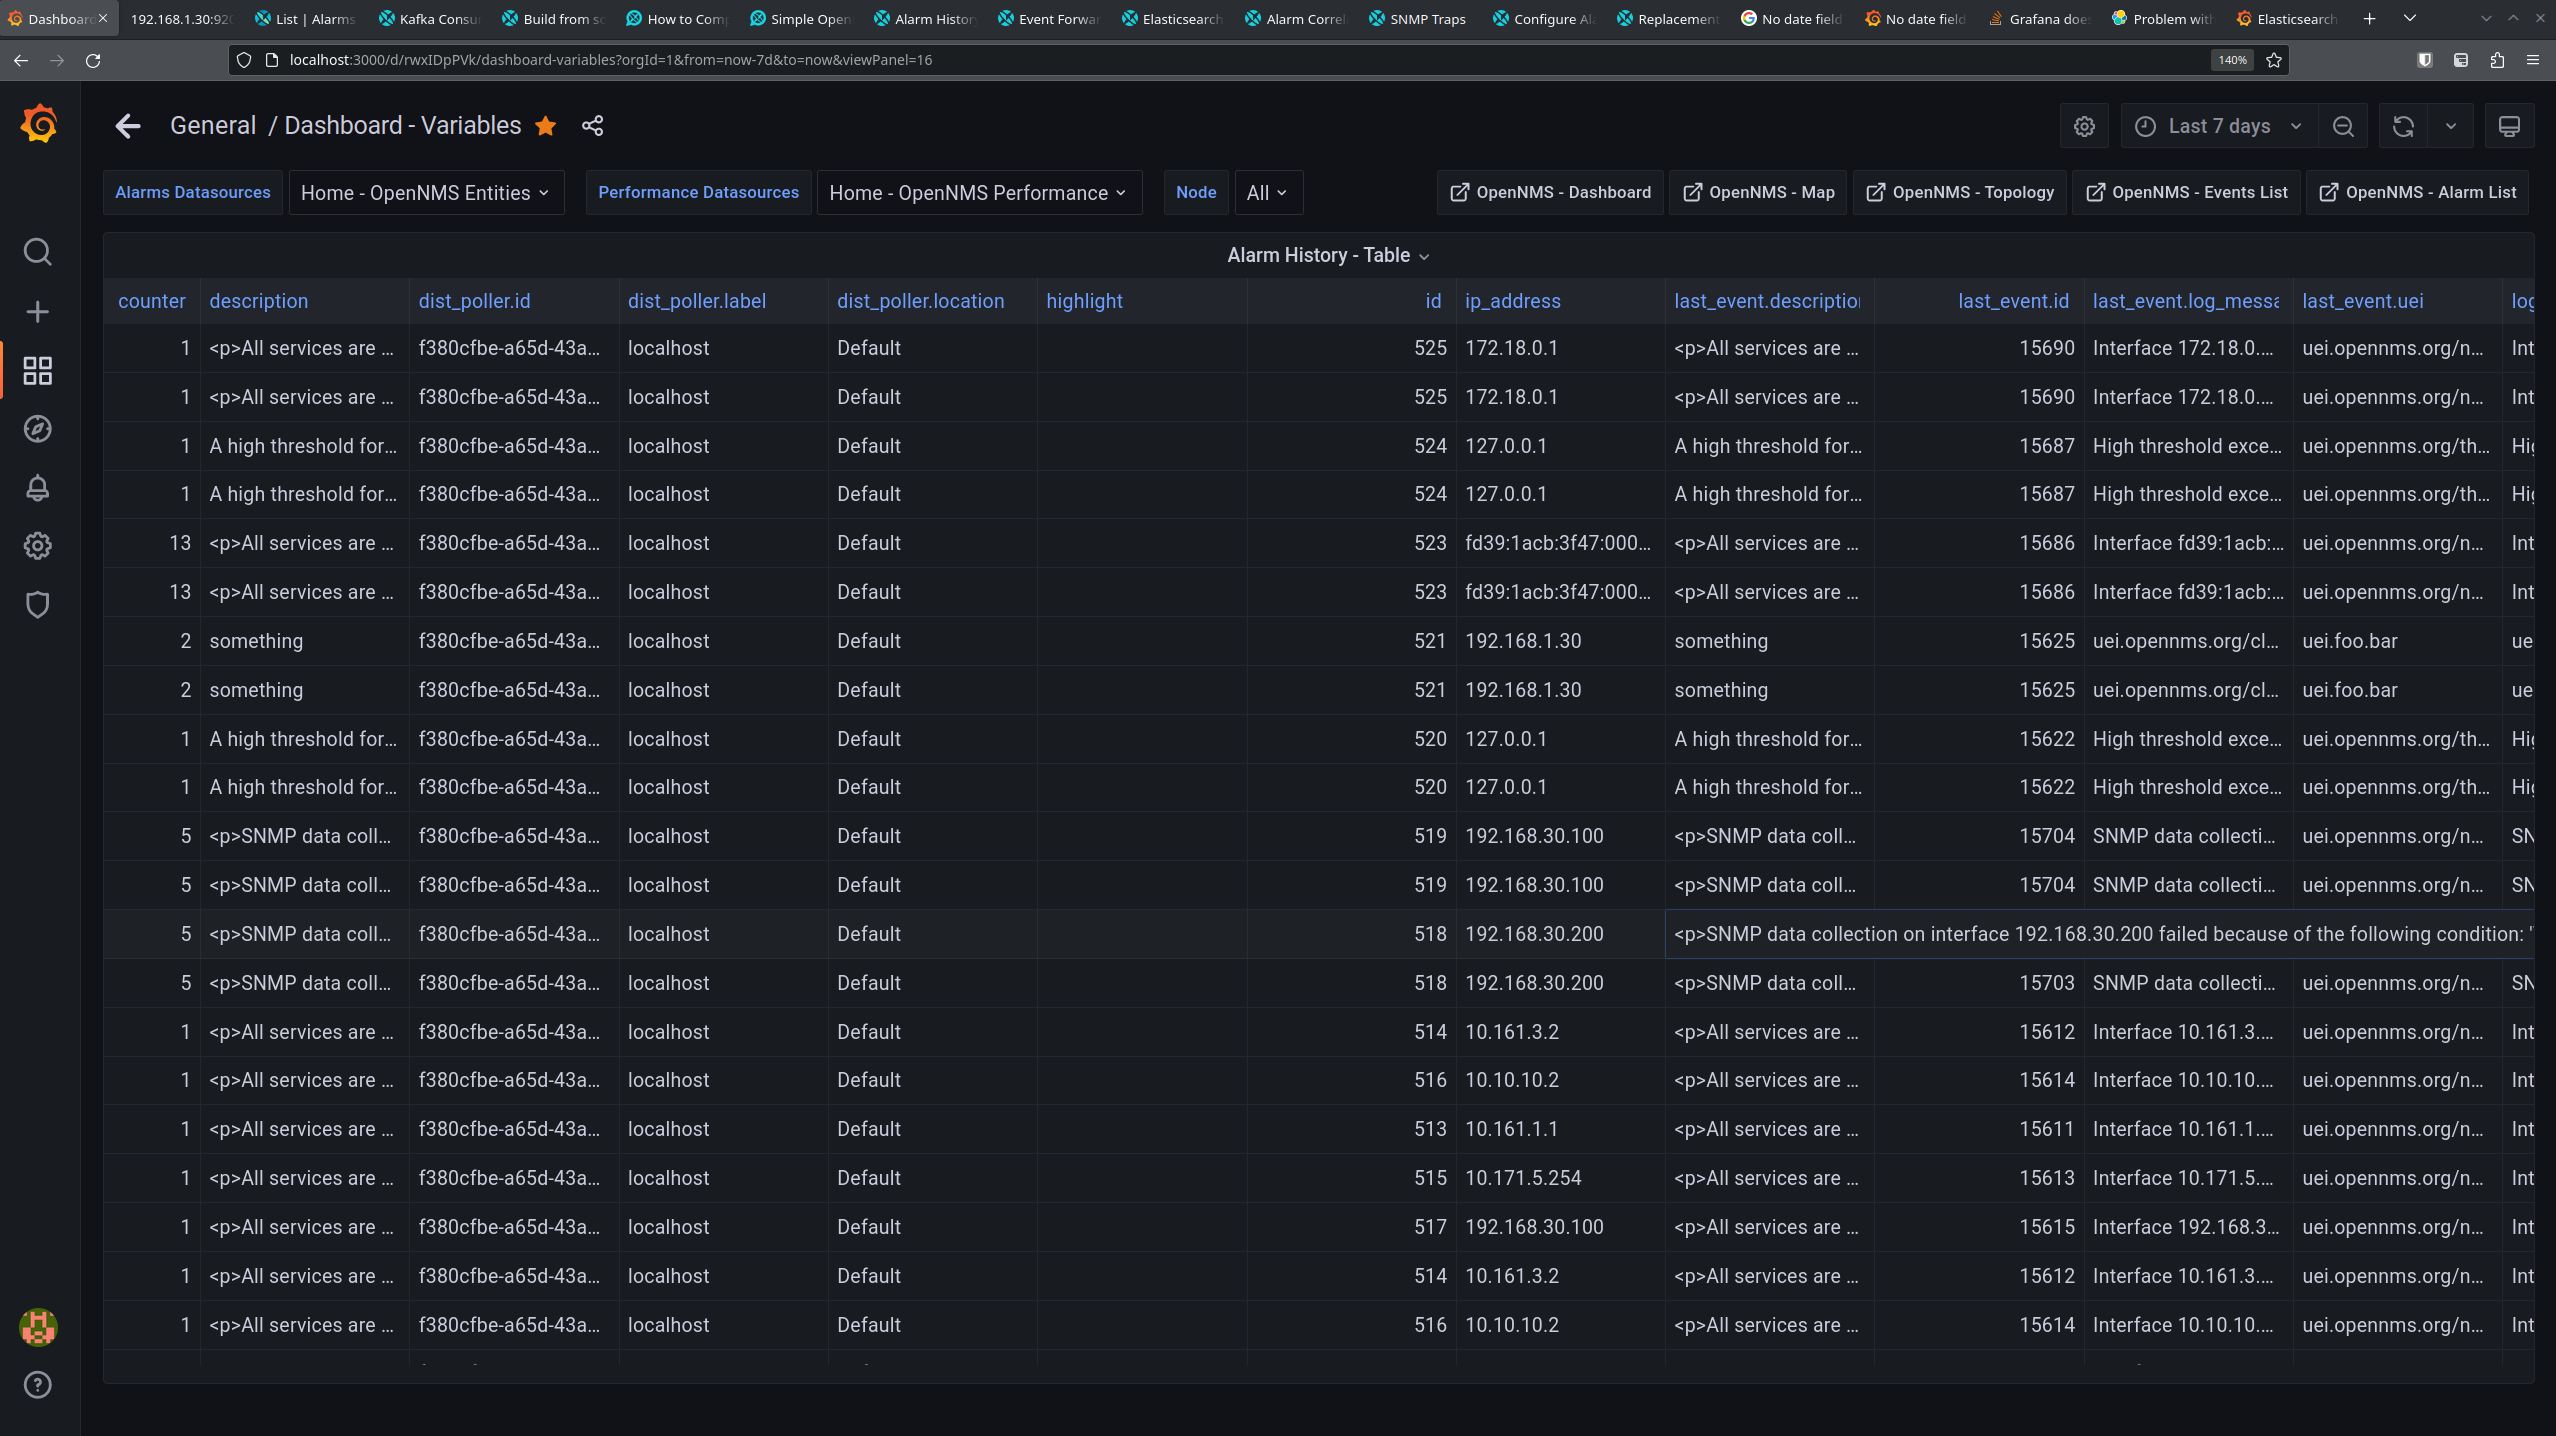 Dashboard 192.168.1.30:920 List | Alarms Kafka Consu Build from so How to Comp Simple Open Alarm Histor Event Forwar Elasticsearch Alarm Correl SNMP Traps Configure Al Replacement No date field No date field Grafana does Problem with Elasticsearch
localhost:3000/d/rwxIDpPVk/dashboard-variables?orgId=1&from=now-7d&to=now&viewPanel=16 140%
General / Dashboard - Variables Last 7 days
Alarms Datasources Home - OpenNMS Entities Performance Datasources Home - OpenNMS Performance Node All OpenNMS - Dashboard OpenNMS - Map OpenNMS - Topology OpenNMS - Events List OpenNMS - Alarm List
Alarm History - Table
counter description dist_poller.id dist_poller.label dist_poller.location highlight id ip_address last_event.description last_event.id last_event.log_messa last_event.uei log
1 <p>All services are ... f380cfbe-a65d-43a... localhost Default 525 172.18.0.1 <p>All services are ... 15690 Interface 172.18.0.... uei.opennms.org/n... Int
1 <p>All services are ... f380cfbe-a65d-43a... localhost Default 525 172.18.0.1 <p>All services are ... 15690 Interface 172.18.0.... uei.opennms.org/n... Int
1 A high threshold for... f380cfbe-a65d-43a... localhost Default 524 127.0.0.1 A high threshold for... 15687 High threshold exce... uei.opennms.org/th... Hig
1 A high threshold for... f380cfbe-a65d-43a... localhost Default 524 127.0.0.1 A high threshold for... 15687 High threshold exce... uei.opennms.org/th... Hig
13 <p>All services are ... f380cfbe-a65d-43a... localhost Default 523 fd39:1acb:3f47:000... <p>All services are ... 15686 Interface fd39:1acb:... uei.opennms.org/n... Int
13 <p>All services are ... f380cfbe-a65d-43a... localhost Default 523 fd39:1acb:3f47:000... <p>All services are ... 15686 Interface fd39:1acb:... uei.opennms.org/n... Int
2 something f380cfbe-a65d-43a... localhost Default 521 192.168.1.30 something 15625 uei.opennms.org/cl... uei.foo.bar ue
2 something f380cfbe-a65d-43a... localhost Default 521 192.168.1.30 something 15625 uei.opennms.org/cl... uei.foo.bar ue
1 A high threshold for... f380cfbe-a65d-43a... localhost Default 520 127.0.0.1 A high threshold for... 15622 High threshold exce... uei.opennms.org/th... Hig
1 A high threshold for... f380cfbe-a65d-43a... localhost Default 520 127.0.0.1 A high threshold for... 15622 High threshold exce... uei.opennms.org/th... Hig
5 <p>SNMP data coll... f380cfbe-a65d-43a... localhost Default 519 192.168.30.100 <p>SNMP data coll... 15704 SNMP data collecti... uei.opennms.org/n... SN
5 <p>SNMP data coll... f380cfbe-a65d-43a... localhost Default 519 192.168.30.100 <p>SNMP data coll... 15704 SNMP data collecti... uei.opennms.org/n... SN
5 <p>SNMP data coll... f380cfbe-a65d-43a... localhost Default 518 192.168.30.200 <p>SNMP data collection on interface 192.168.30.200 failed because of the following condition: '
5 <p>SNMP data coll... f380cfbe-a65d-43a... localhost Default 518 192.168.30.200 <p>SNMP data coll... 15703 SNMP data collecti... uei.opennms.org/n... SN
1 <p>All services are ... f380cfbe-a65d-43a... localhost Default 514 10.161.3.2 <p>All services are ... 15612 Interface 10.161.3.... uei.opennms.org/n... Int
1 <p>All services are ... f380cfbe-a65d-43a... localhost Default 516 10.10.10.2 <p>All services are ... 15614 Interface 10.10.10.... uei.opennms.org/n... Int
1 <p>All services are ... f380cfbe-a65d-43a... localhost Default 513 10.161.1.1 <p>All services are ... 15611 Interface 10.161.1.... uei.opennms.org/n... Int
1 <p>All services are ... f380cfbe-a65d-43a... localhost Default 515 10.171.5.254 <p>All services are ... 15613 Interface 10.171.5.... uei.opennms.org/n... Int
1 <p>All services are ... f380cfbe-a65d-43a... localhost Default 517 192.168.30.100 <p>All services are ... 15615 Interface 192.168.3... uei.opennms.org/n... Int
1 <p>All services are ... f380cfbe-a65d-43a... localhost Default 514 10.161.3.2 <p>All services are ... 15612 Interface 10.161.3.... uei.opennms.org/n... Int
1 <p>All services are ... f380cfbe-a65d-43a... localhost Default 516 10.10.10.2 <p>All services are ... 15614 Interface 10.10.10.... uei.opennms.org/n... Int